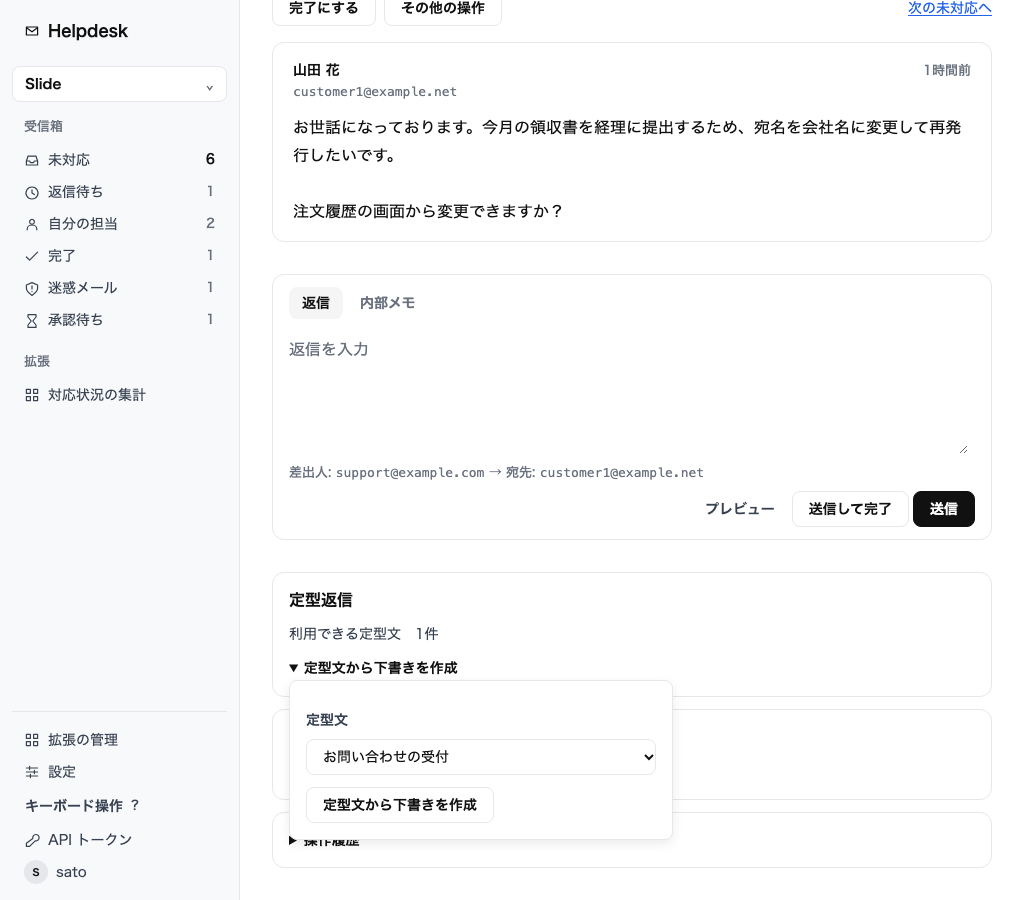 Helpdesk
Slide
受信箱
未対応 6
返信待ち 1
自分の担当 2
完了 1
迷惑メール 1
承認待ち 1
拡張
対応状況の集計
拡張の管理
設定
キーボード操作 ?
API トークン
S sato
完了にする その他の操作 次の未対応へ
山田 花 1時間前
customer1@example.net
お世話になっております。今月の領収書を経理に提出するため、宛名を会社名に変更して再発
行したいです。
注文履歴の画面から変更できますか？
返信 内部メモ
返信を入力
差出人: support@example.com → 宛先: customer1@example.net
プレビュー 送信して完了 送信
定型返信
利用できる定型文 1件
▼ 定型文から下書きを作成
定型文
お問い合わせの受付
定型文から下書きを作成
▶ 操作履歴